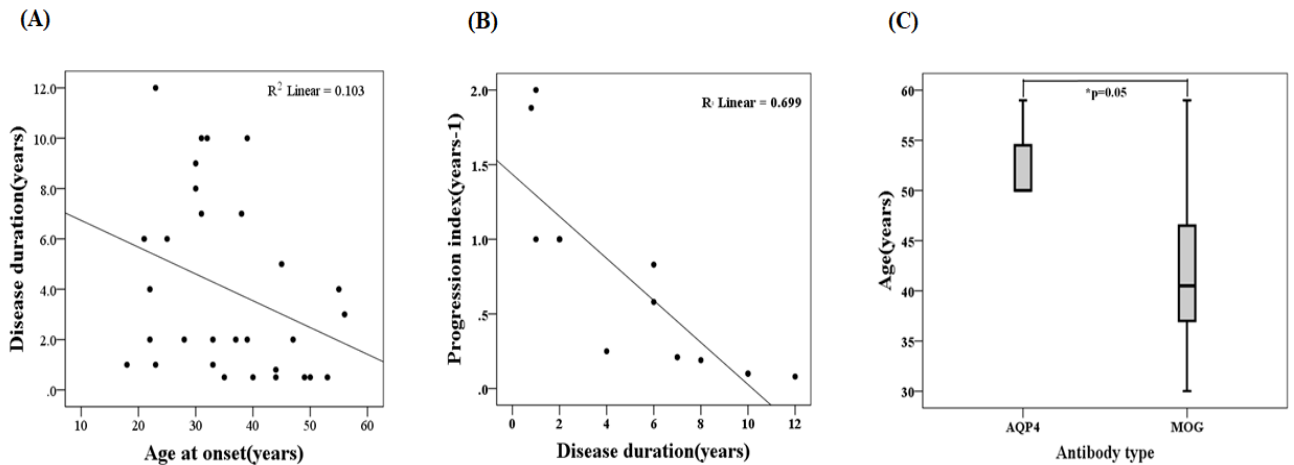 (A)
R2 Linear = 0.103
Disease duration(years)
12.0
10.0
8.0
6.0
4.0
2.0
.0
10 20 30 40 50 60
Age at onset(years)
(B)
R Linear = 0.699
Progression index(years-1)
2.0
1.5
1.0
.5
.0
0 2 4 6 8 10 12
Disease duration(years)
(C)
*p=0.05
Age(years)
60
55
50
45
40
35
30
AQP4 MOG
Antibody type